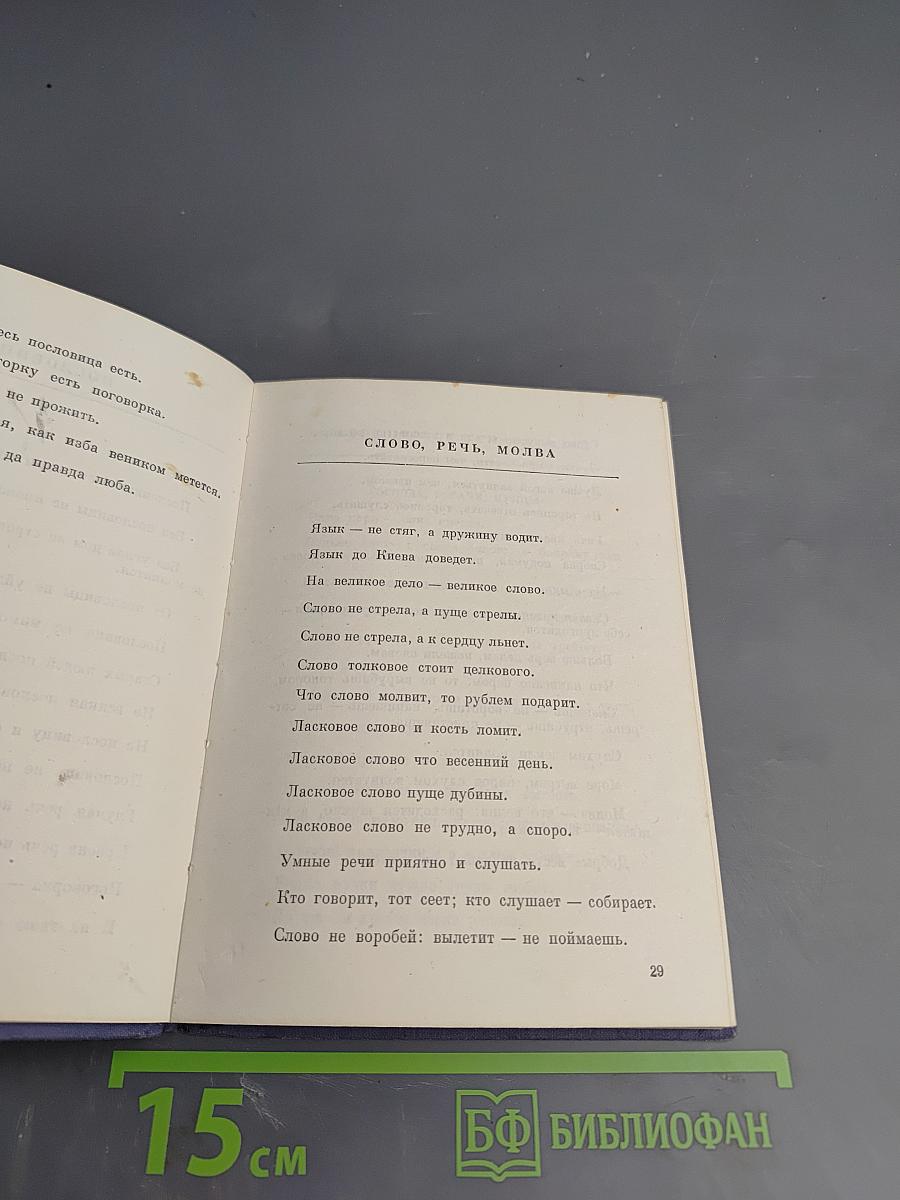 есь пословица есть.
горку есть поговорка.
не прожить.
я, как изба веником метется.
да правда люба.
СЛОВО, РЕЧЬ, МОЛВА
Язык — не стяг, а дружину водит.
Язык до Киева доведет.
На великое дело — великое слово.
Слово не стрела, а пуще стрелы.
Слово не стрела, а к сердцу льнет.
Слово толковое стоит целкового.
Что слово молвит, то рублем подарит.
Ласковое слово и кость ломит.
Ласковое слово что весенний день.
Ласковое слово пуще дубины.
Ласковое слово не трудно, а споро.
Умные речи приятно и слушать.
Кто говорит, тот сеет; кто слушает — собирает.
Слово не воробей: вылетит — не поймаешь.
29
15 см
БФ БИБЛИОФАН